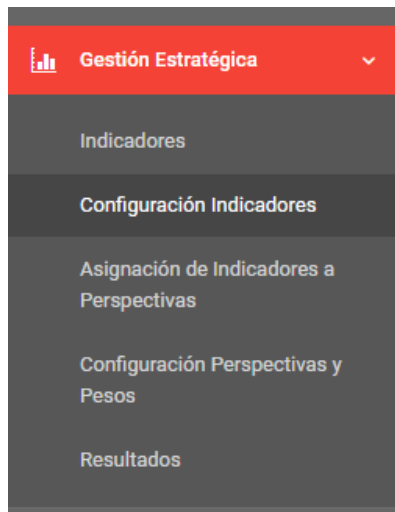 Gestión Estratégica
Indicadores
Configuración Indicadores
Asignación de Indicadores a
Perspectivas
Configuración Perspectivas y
Pesos
Resultados